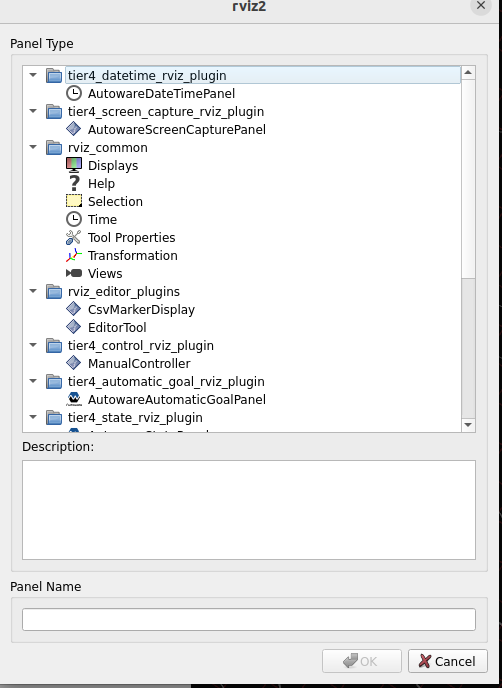 rviz2
Panel Type
tier4_datetime_rviz_plugin
AutowareDateTimePanel
tier4_screen_capture_rviz_plugin
AutowareScreenCapturePanel
rviz_common
Displays
Help
Selection
Time
Tool Properties
Transformation
Views
rviz_editor_plugins
CsvMarkerDisplay
EditorTool
tier4_control_rviz_plugin
ManualController
tier4_automatic_goal_rviz_plugin
AutowareAutomaticGoalPanel
tier4_state_rviz_plugin
Description:
Panel Name
OK
Cancel